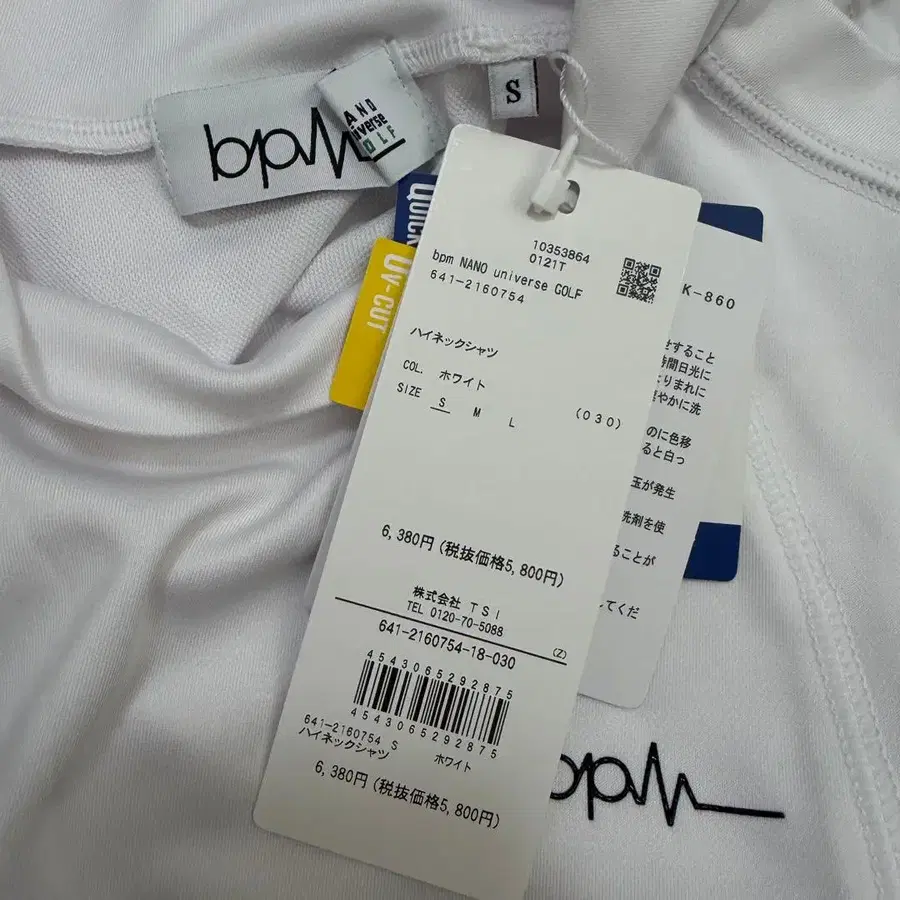 bpm
AND
iverse
OLF
S
QUICK
UV-CUT
10353864
0121T
bpm NANO universe GOLF
641-2160754
ハイネックシャツ
COL. ホワイト
(030)
SIZE S M L
6,380円(税抜価格5,800円)
株式会社 TSI
TEL 0120-70-5088
(Z)
641-2160754-18-030
4543065292875
4543065292875
641-2160754 S
ハイネックシャツ ホワイト
6,380円(税抜価格5,800円)
K-860
すること
時間日光に
よりまれに
やかに洗
のに色移
ると白っ
玉が発生
洗剤を使
ることが
してくだ
bpm